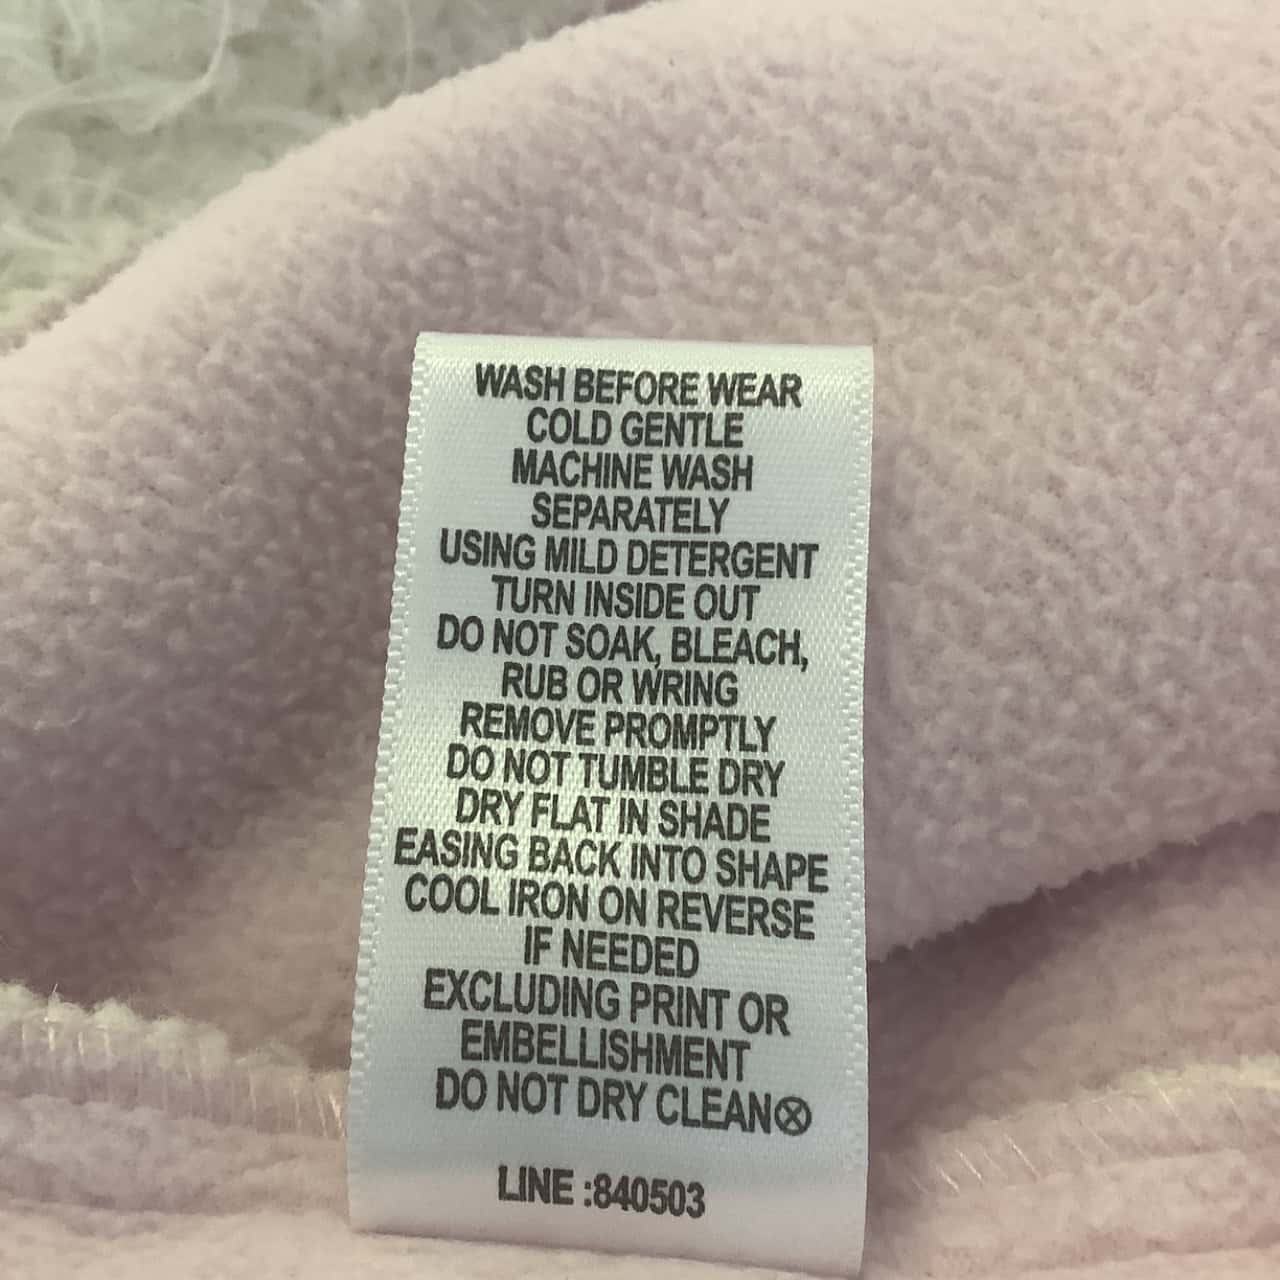 WASH BEFORE WEAR
COLD GENTLE
MACHINE WASH
SEPARATELY
USING MILD DETERGENT
TURN INSIDE OUT
DO NOT SOAK, BLEACH,
RUB OR WRING
REMOVE PROMPTLY
DO NOT TUMBLE DRY
DRY FLAT IN SHADE
EASING BACK INTO SHAPE
COOL IRON ON REVERSE
IF NEEDED
EXCLUDING PRINT OR
EMBELLISHMENT
DO NOT DRY CLEAN
LINE :840503